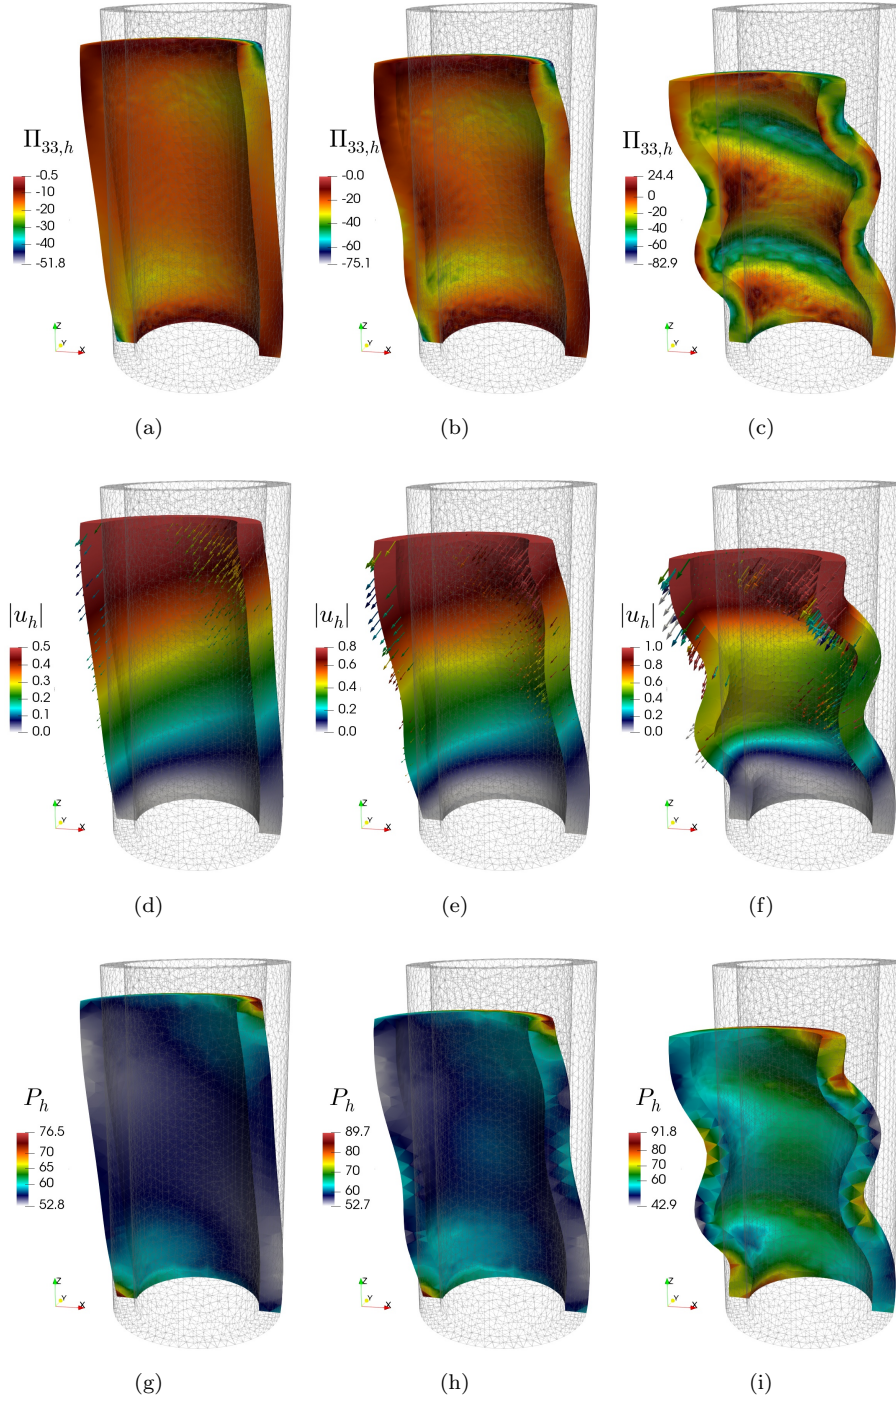 Π₃₃,ₕ Π₃₃,ₕ Π₃₃,ₕ
-0.5 -0.0 24.4
-10 -20 0
-20 -40 -20
-30 -60 -40
-40 -75.1 -60
-51.8 -82.9
Z Y X Z Y X Z Y X
(a) (b) (c)
|uₕ| |uₕ| |uₕ|
0.5 0.8 1.0
0.4 0.6 0.8
0.3 0.4 0.6
0.2 0.2 0.4
0.1 0.0 0.2
0.0 0.0
Z Y X Z Y X Z Y X
(d) (e) (f)
Pₕ Pₕ Pₕ
76.5 89.7 91.8
70 80 80
65 70 70
60 60 60
52.8 52.7 42.9
Z Y X Z Y X Z Y X
(g) (h) (i)